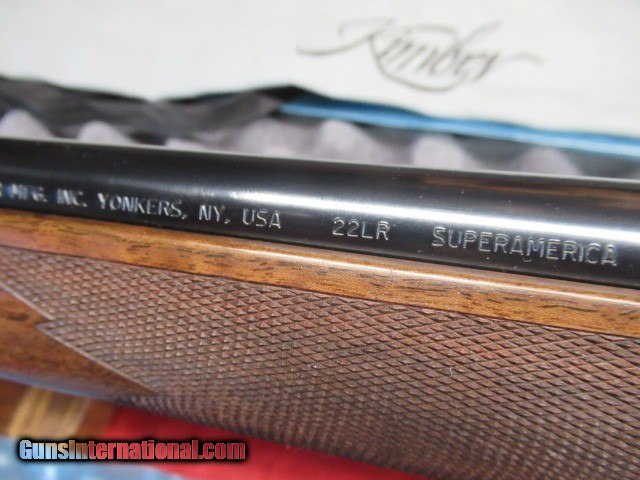 Kimber
MFG. INC. YONKERS, NY, USA 22LR SUPERAMERICA
GunsInternational.com